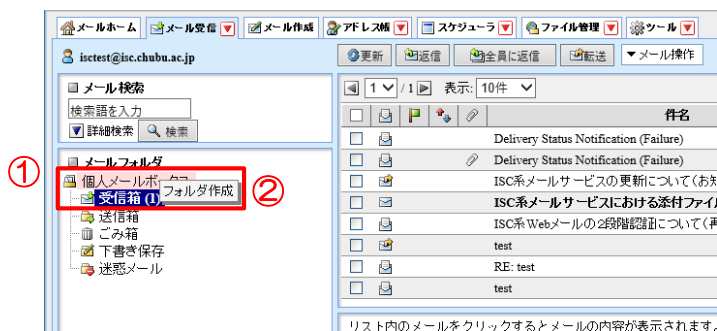 メールホーム メール受信 メール作成 アドレス帳 スケジューラ ファイル管理 ツール
isctest@isc.chubu.ac.jp
更新 返信 全員に返信 転送 ▼メール操作
メール検索
検索語を入力
▼詳細検索 検索
1 / 1 表示: 10件
件名
Delivery Status Notification (Failure)
Delivery Status Notification (Failure)
ISC系メールサービスの更新について(お知
ISC系メールサービスにおける添付ファイ
ISC系Webメールの2段階認証について(再
test
RE: test
test
メールフォルダ
① 個人メールボックス
受信箱 (1) フォルダ作成 ②
送信箱
ごみ箱
下書き保存
迷惑メール
リスト内のメールをクリックするとメールの内容が表示されます。